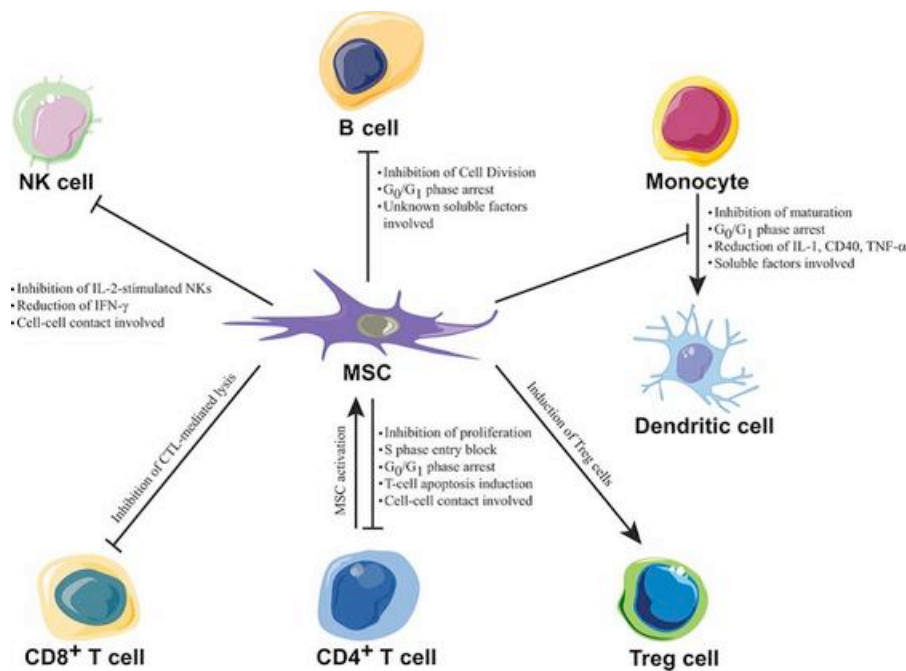 B cell
NK cell
Monocyte
•Inhibition of Cell Division
•G₀/G₁ phase arrest
•Unknown soluble factors
involved
•Inhibition of maturation
•G₀/G₁ phase arrest
•Reduction of IL-1, CD40, TNF-α
•Soluble factors involved
•Inhibition of IL-2-stimulated NKs
•Reduction of IFN-γ
•Cell-cell contact involved
MSC
Dendritic cell
Inhibition of CTL-mediated lysis
MSC activation
•Inhibition of proliferation
•S phase entry block
•G₀/G₁ phase arrest
•T-cell apoptosis induction
•Cell-cell contact involved
Induction of Treg cells
CD8⁺ T cell
CD4⁺ T cell
Treg cell